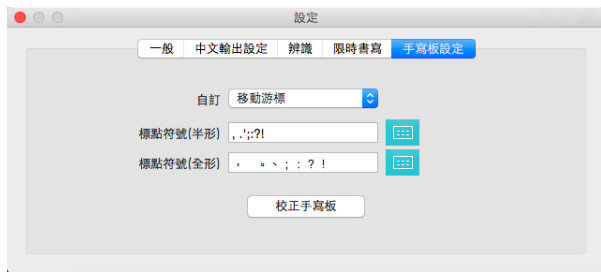 設定
一般 中文輸出設定 辨識 限時書寫 手寫板設定
自訂 移動游標
標點符號(半形) , .';:?!
標點符號(全形) ， 。、；：？！
校正手寫板